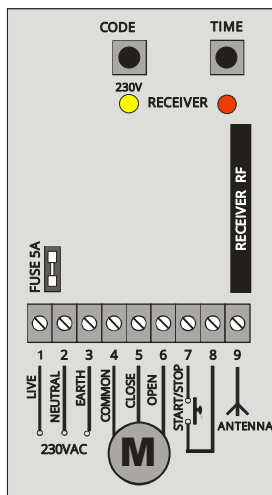 CODE
TIME
230V
RECEIVER
RECEIVER RF
FUSE 5A
1 2 3 4 5 6 7 8 9
LIVE
NEUTRAL
EARTH
COMMON
CLOSE
OPEN
START/STOP
ANTENNA
230VAC
M